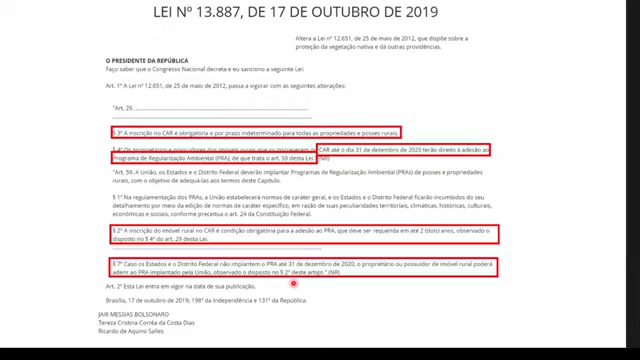 LEI Nº 13.887, DE 17 DE OUTUBRO DE 2019
Altera a Lei nº 12.651, de 25 de maio de 2012, que dispõe sobre a
proteção da vegetação nativa e dá outras providências.
O PRESIDENTE DA REPÚBLICA
Faço saber que o Congresso Nacional decreta e eu sanciono a seguinte Lei:
Art. 1º A Lei nº 12.651, de 25 de maio de 2012, passa a vigorar com as seguintes alterações:
"Art. 29. ....................................................................
....................................................................
§ 3º A inscrição no CAR é obrigatória e por prazo indeterminado para todas as propriedades e posses rurais.
§ 4º Os proprietários e possuidores dos imóveis rurais que os inscreverem no CAR até o dia 31 de dezembro de 2020 terão direito à adesão ao
Programa de Regularização Ambiental (PRA), de que trata o art. 59 desta Lei." (NR)
"Art. 59. A União, os Estados e o Distrito Federal deverão implantar Programas de Regularização Ambiental (PRAs) de posses e propriedades
rurais, com o objetivo de adequá-las aos termos deste Capítulo.
§ 1º Na regulamentação dos PRAs, a União estabelecerá normas de caráter geral, e os Estados e o Distrito Federal ficarão incumbidos do seu
detalhamento por meio da edição de normas de caráter específico, em razão de suas peculiaridades territoriais, climáticas, históricas, culturais,
econômicas e sociais, conforme preceitua o art. 24 da Constituição Federal.
§ 2º A inscrição do imóvel rural no CAR é condição obrigatória para a adesão ao PRA, que deve ser requerida em até 2 (dois) anos, observado o
disposto no § 4º do art. 29 desta Lei.
....................................................................
§ 7º Caso os Estados e o Distrito Federal não implantem o PRA até 31 de dezembro de 2020, o proprietário ou possuidor de imóvel rural poderá
aderir ao PRA implantado pela União, observado o disposto no § 2º deste artigo." (NR)
Art. 2º Esta Lei entra em vigor na data de sua publicação.
Brasília, 17 de outubro de 2019; 198º da Independência e 131º da República.
JAIR MESSIAS BOLSONARO
Tereza Cristina Corrêa da Costa Dias
Ricardo de Aquino Salles